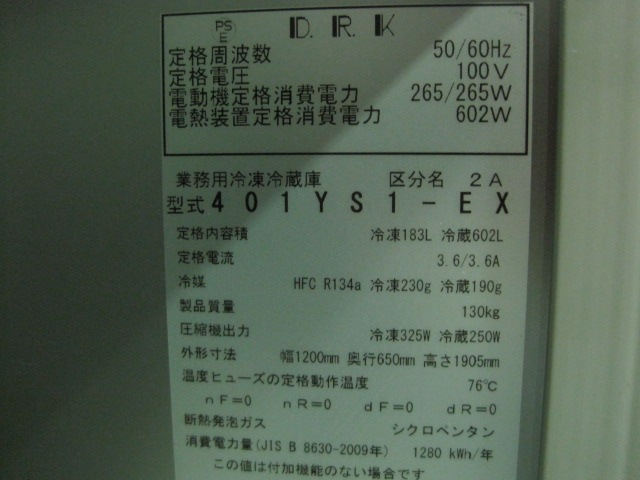 PS
E
D. R. K
定格周波数 50/60Hz
定格電圧 100V
電動機定格消費電力 265/265W
電熱装置定格消費電力 602W
業務用冷凍冷蔵庫 区分名 2A
型式 401YS1-EX
定格内容積 冷凍183L 冷蔵602L
定格電流 3.6/3.6A
冷媒 HFC R134a 冷凍230g 冷蔵190g
製品質量 130kg
圧縮機出力 冷凍325W 冷蔵250W
外形寸法 幅1200mm 奥行650mm 高さ1905mm
温度ヒューズの定格動作温度 76℃
nF=0 nR=0 dF=0 dR=0
断熱発泡ガス シクロペンタン
消費電力量(JIS B 8630-2009年) 1280 kWh/年
この値は付加機能のない場合です